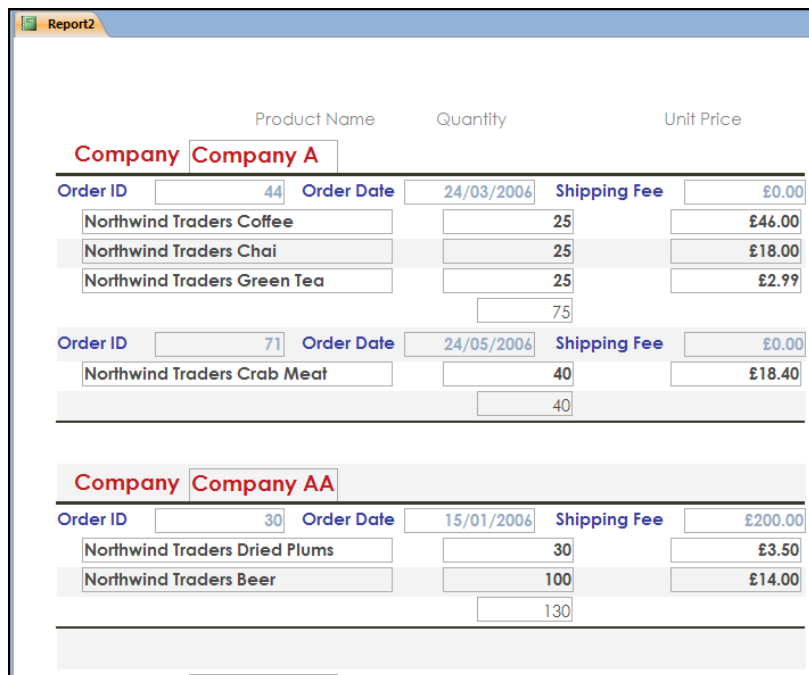 Report2
Product Name Quantity Unit Price
Company Company A
Order ID 44 Order Date 24/03/2006 Shipping Fee £0.00
Northwind Traders Coffee 25 £46.00
Northwind Traders Chai 25 £18.00
Northwind Traders Green Tea 25 £2.99
75
Order ID 71 Order Date 24/05/2006 Shipping Fee £0.00
Northwind Traders Crab Meat 40 £18.40
40
Company Company AA
Order ID 30 Order Date 15/01/2006 Shipping Fee £200.00
Northwind Traders Dried Plums 30 £3.50
Northwind Traders Beer 100 £14.00
130